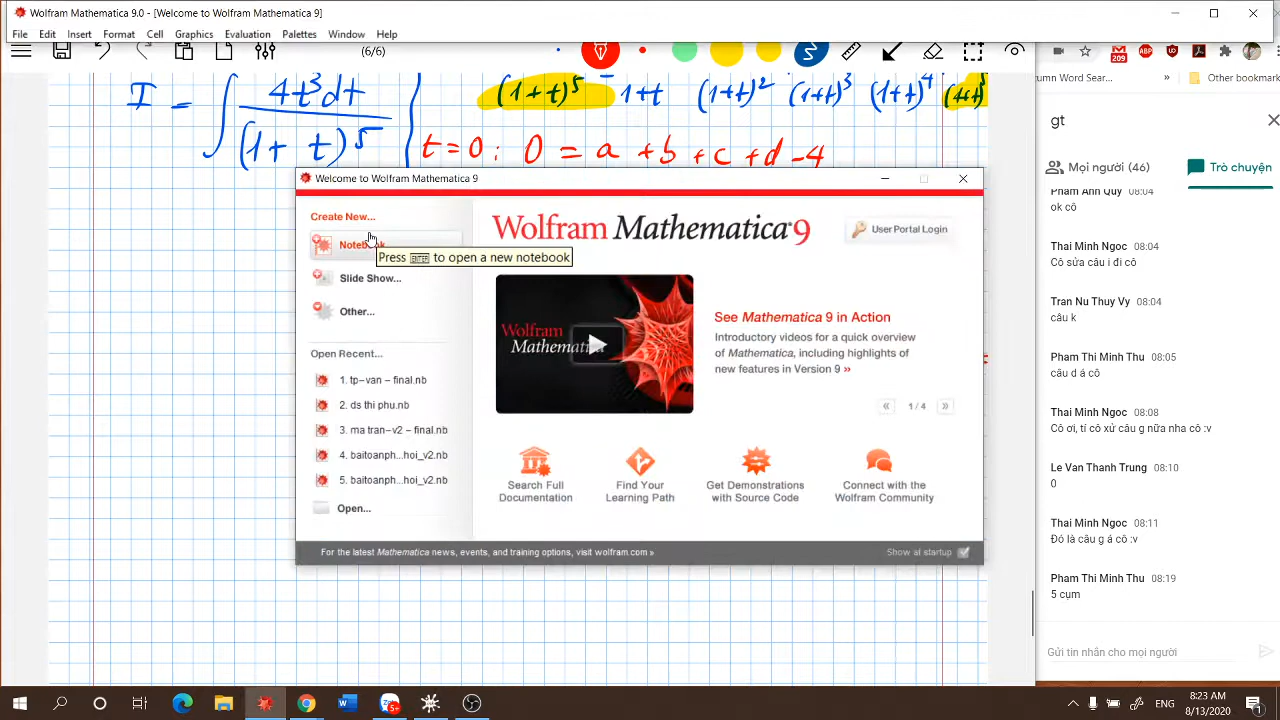 Wolfram Mathematica 9.0 - [Welcome to Wolfram Mathematica 9]
File Edit Insert Format Cell Graphics Evaluation Palettes Window Help
(6/6)
209
ABP
Other bookmark
I = ∫ 4t³dt / (1+ t)⁵
(1+t)⁵ 1+t (1+t)² (1+t)³ (1+t)⁴ (1+t)⁵
t=0: 0 = a +b +c +d -4
Welcome to Wolfram Mathematica 9
Create New...
Notebook
Press to open a new notebook
Slide Show...
Other...
Open Recent...
1. tp-van - final.nb
2. ds thi phu.nb
3. ma tran-v2 - final.nb
4. baitoanph...hoi_v2.nb
5. baitoanph...hoi_v2.nb
Open...
Wolfram Mathematica 9
User Portal Login
Wolfram
Mathematica
See Mathematica 9 in Action
Introductory videos for a quick overview
of Mathematica, including highlights of
new features in Version 9 »
1 / 4
Search Full
Documentation
Find Your
Learning Path
Get Demonstrations
with Source Code
Connect with the
Wolfram Community
For the latest Mathematica news, events, and training options, visit wolfram.com »
Show at startup
gt
Mọi người (46)
Trò chuyện
Pham Anh Quy 08:04
ok cô
Thai Minh Ngoc 08:04
Cô sửa câu i đi cô
Tran Nu Thuy Vy 08:04
câu k
Pham Thi Minh Thu 08:05
câu d á cô
Thai Minh Ngoc 08:08
Cô ơi, tí cô xử câu g nữa nha cô :v
Le Van Thanh Trung 08:10
0
Thai Minh Ngoc 08:11
Đó là câu g á cô :v
Pham Thi Minh Thu 08:19
5 cụm
Gửi tin nhắn cho mọi người
5+
ENG
8:23 AM
8/13/2020